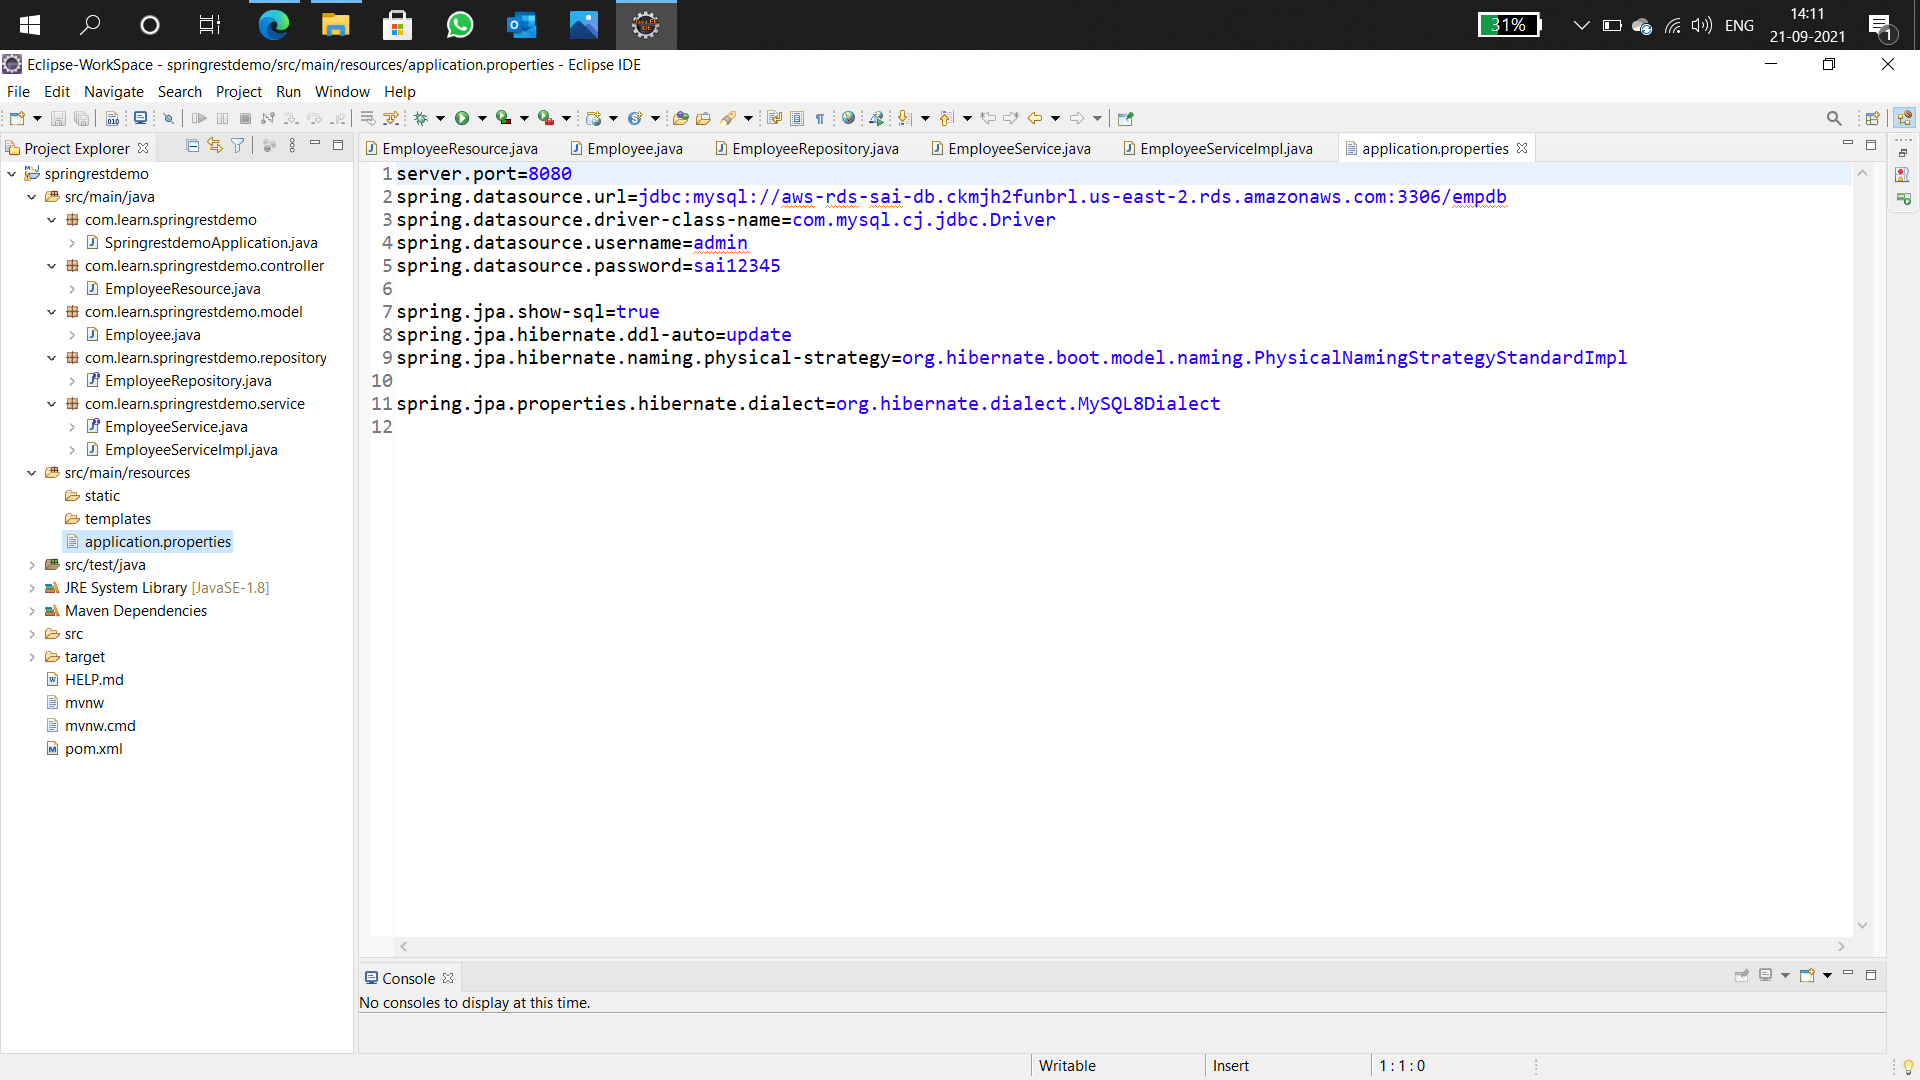 31%
ENG
14:11
21-09-2021
1
Eclipse-WorkSpace - springrestdemo/src/main/resources/application.properties - Eclipse IDE
File Edit Navigate Search Project Run Window Help
Project Explorer
springrestdemo
src/main/java
com.learn.springrestdemo
SpringrestdemoApplication.java
com.learn.springrestdemo.controller
EmployeeResource.java
com.learn.springrestdemo.model
Employee.java
com.learn.springrestdemo.repository
EmployeeRepository.java
com.learn.springrestdemo.service
EmployeeService.java
EmployeeServiceImpl.java
src/main/resources
static
templates
application.properties
src/test/java
JRE System Library [JavaSE-1.8]
Maven Dependencies
src
target
HELP.md
mvnw
mvnw.cmd
pom.xml
EmployeeResource.java Employee.java EmployeeRepository.java EmployeeService.java EmployeeServiceImpl.java application.properties
1 server.port=8080
2 spring.datasource.url=jdbc:mysql://aws-rds-sai-db.ckmjh2funbrl.us-east-2.rds.amazonaws.com:3306/empdb
3 spring.datasource.driver-class-name=com.mysql.cj.jdbc.Driver
4 spring.datasource.username=admin
5 spring.datasource.password=sai12345
6
7 spring.jpa.show-sql=true
8 spring.jpa.hibernate.ddl-auto=update
9 spring.jpa.hibernate.naming.physical-strategy=org.hibernate.boot.model.naming.PhysicalNamingStrategyStandardImpl
10
11 spring.jpa.properties.hibernate.dialect=org.hibernate.dialect.MySQL8Dialect
12
Console
No consoles to display at this time.
Writable Insert 1 : 1 : 0